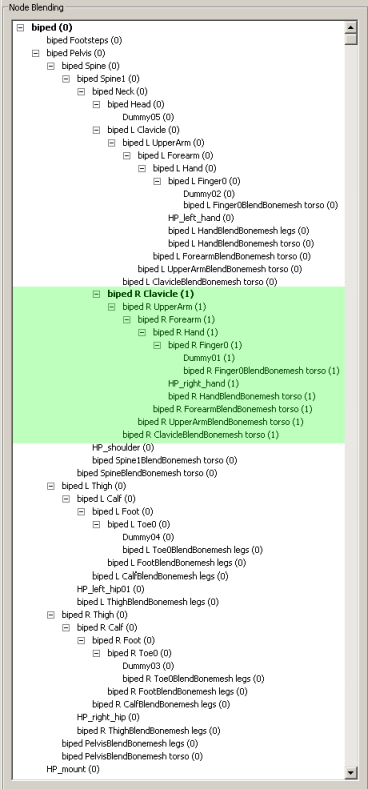 Node Blending
biped (0)
biped Footsteps (0)
biped Pelvis (0)
biped Spine (0)
biped Spine1 (0)
biped Neck (0)
biped Head (0)
Dummy05 (0)
biped L Clavicle (0)
biped L UpperArm (0)
biped L Forearm (0)
biped L Hand (0)
biped L Finger0 (0)
Dummy02 (0)
biped L Finger0BlendBonemesh torso (0)
HP_left_hand (0)
biped L HandBlendBonemesh legs (0)
biped L HandBlendBonemesh torso (0)
biped L ForearmBlendBonemesh torso (0)
biped L UpperArmBlendBonemesh torso (0)
biped L ClavicleBlendBonemesh torso (0)
biped R Clavicle (1)
biped R UpperArm (1)
biped R Forearm (1)
biped R Hand (1)
biped R Finger0 (1)
Dummy01 (1)
biped R Finger0BlendBonemesh torso (1)
HP_right_hand (1)
biped R HandBlendBonemesh torso (1)
biped R ForearmBlendBonemesh torso (1)
biped R UpperArmBlendBonemesh torso (1)
biped R ClavicleBlendBonemesh torso (1)
HP_shoulder (0)
biped Spine1BlendBonemesh torso (0)
biped SpineBlendBonemesh torso (0)
biped L Thigh (0)
biped L Calf (0)
biped L Foot (0)
biped L Toe0 (0)
Dummy04 (0)
biped L Toe0BlendBonemesh legs (0)
biped L FootBlendBonemesh legs (0)
biped L CalfBlendBonemesh legs (0)
HP_left_hip01 (0)
biped L ThighBlendBonemesh legs (0)
biped R Thigh (0)
biped R Calf (0)
biped R Foot (0)
biped R Toe0 (0)
Dummy03 (0)
biped R Toe0BlendBonemesh legs (0)
biped R FootBlendBonemesh legs (0)
biped R CalfBlendBonemesh legs (0)
HP_right_hip (0)
biped R ThighBlendBonemesh legs (0)
biped PelvisBlendBonemesh legs (0)
biped PelvisBlendBonemesh torso (0)
HP_mount (0)